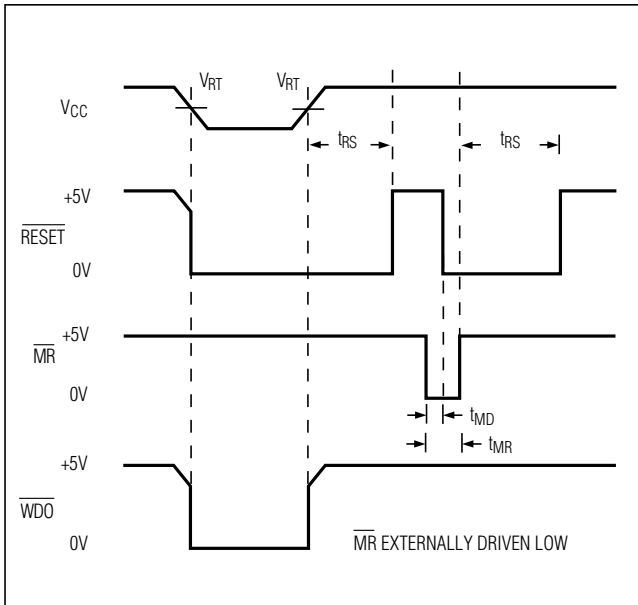 VRT VRT
VCC
tRS tRS
+5V
RESET
0V
+5V
MR
0V
tMD
tMR
+5V
WDO
0V
MR EXTERNALLY DRIVEN LOW